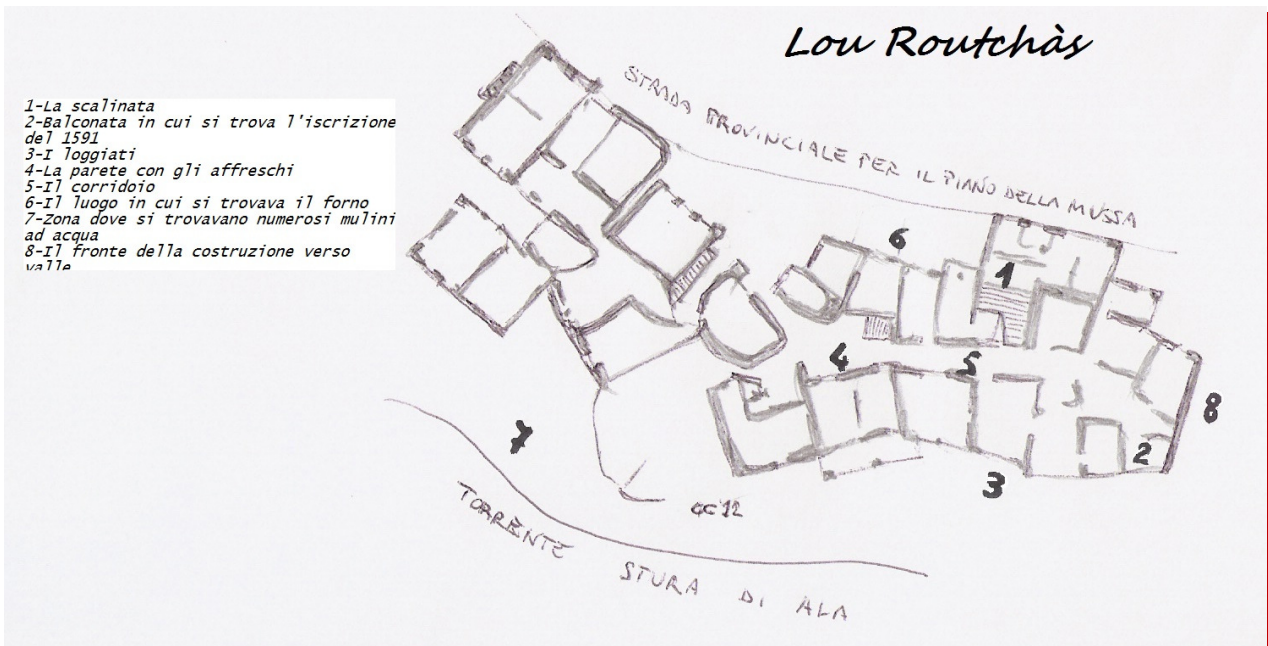 Lou Routchàs
1-La scalinata
2-Balconata in cui si trova l'iscrizione
del 1591
3-I loggiati
4-La parete con gli affreschi
5-Il corridoio
6-Il luogo in cui si trovava il forno
7-Zona dove si trovavano numerosi mulini
ad acqua
8-Il fronte della costruzione verso
valle
STRADA PROVINCIALE PER IL PIANO DELLA MUSSA
6
1
4
5
8
7
2
3
GC'12
TORRENTE STURA DI ALA